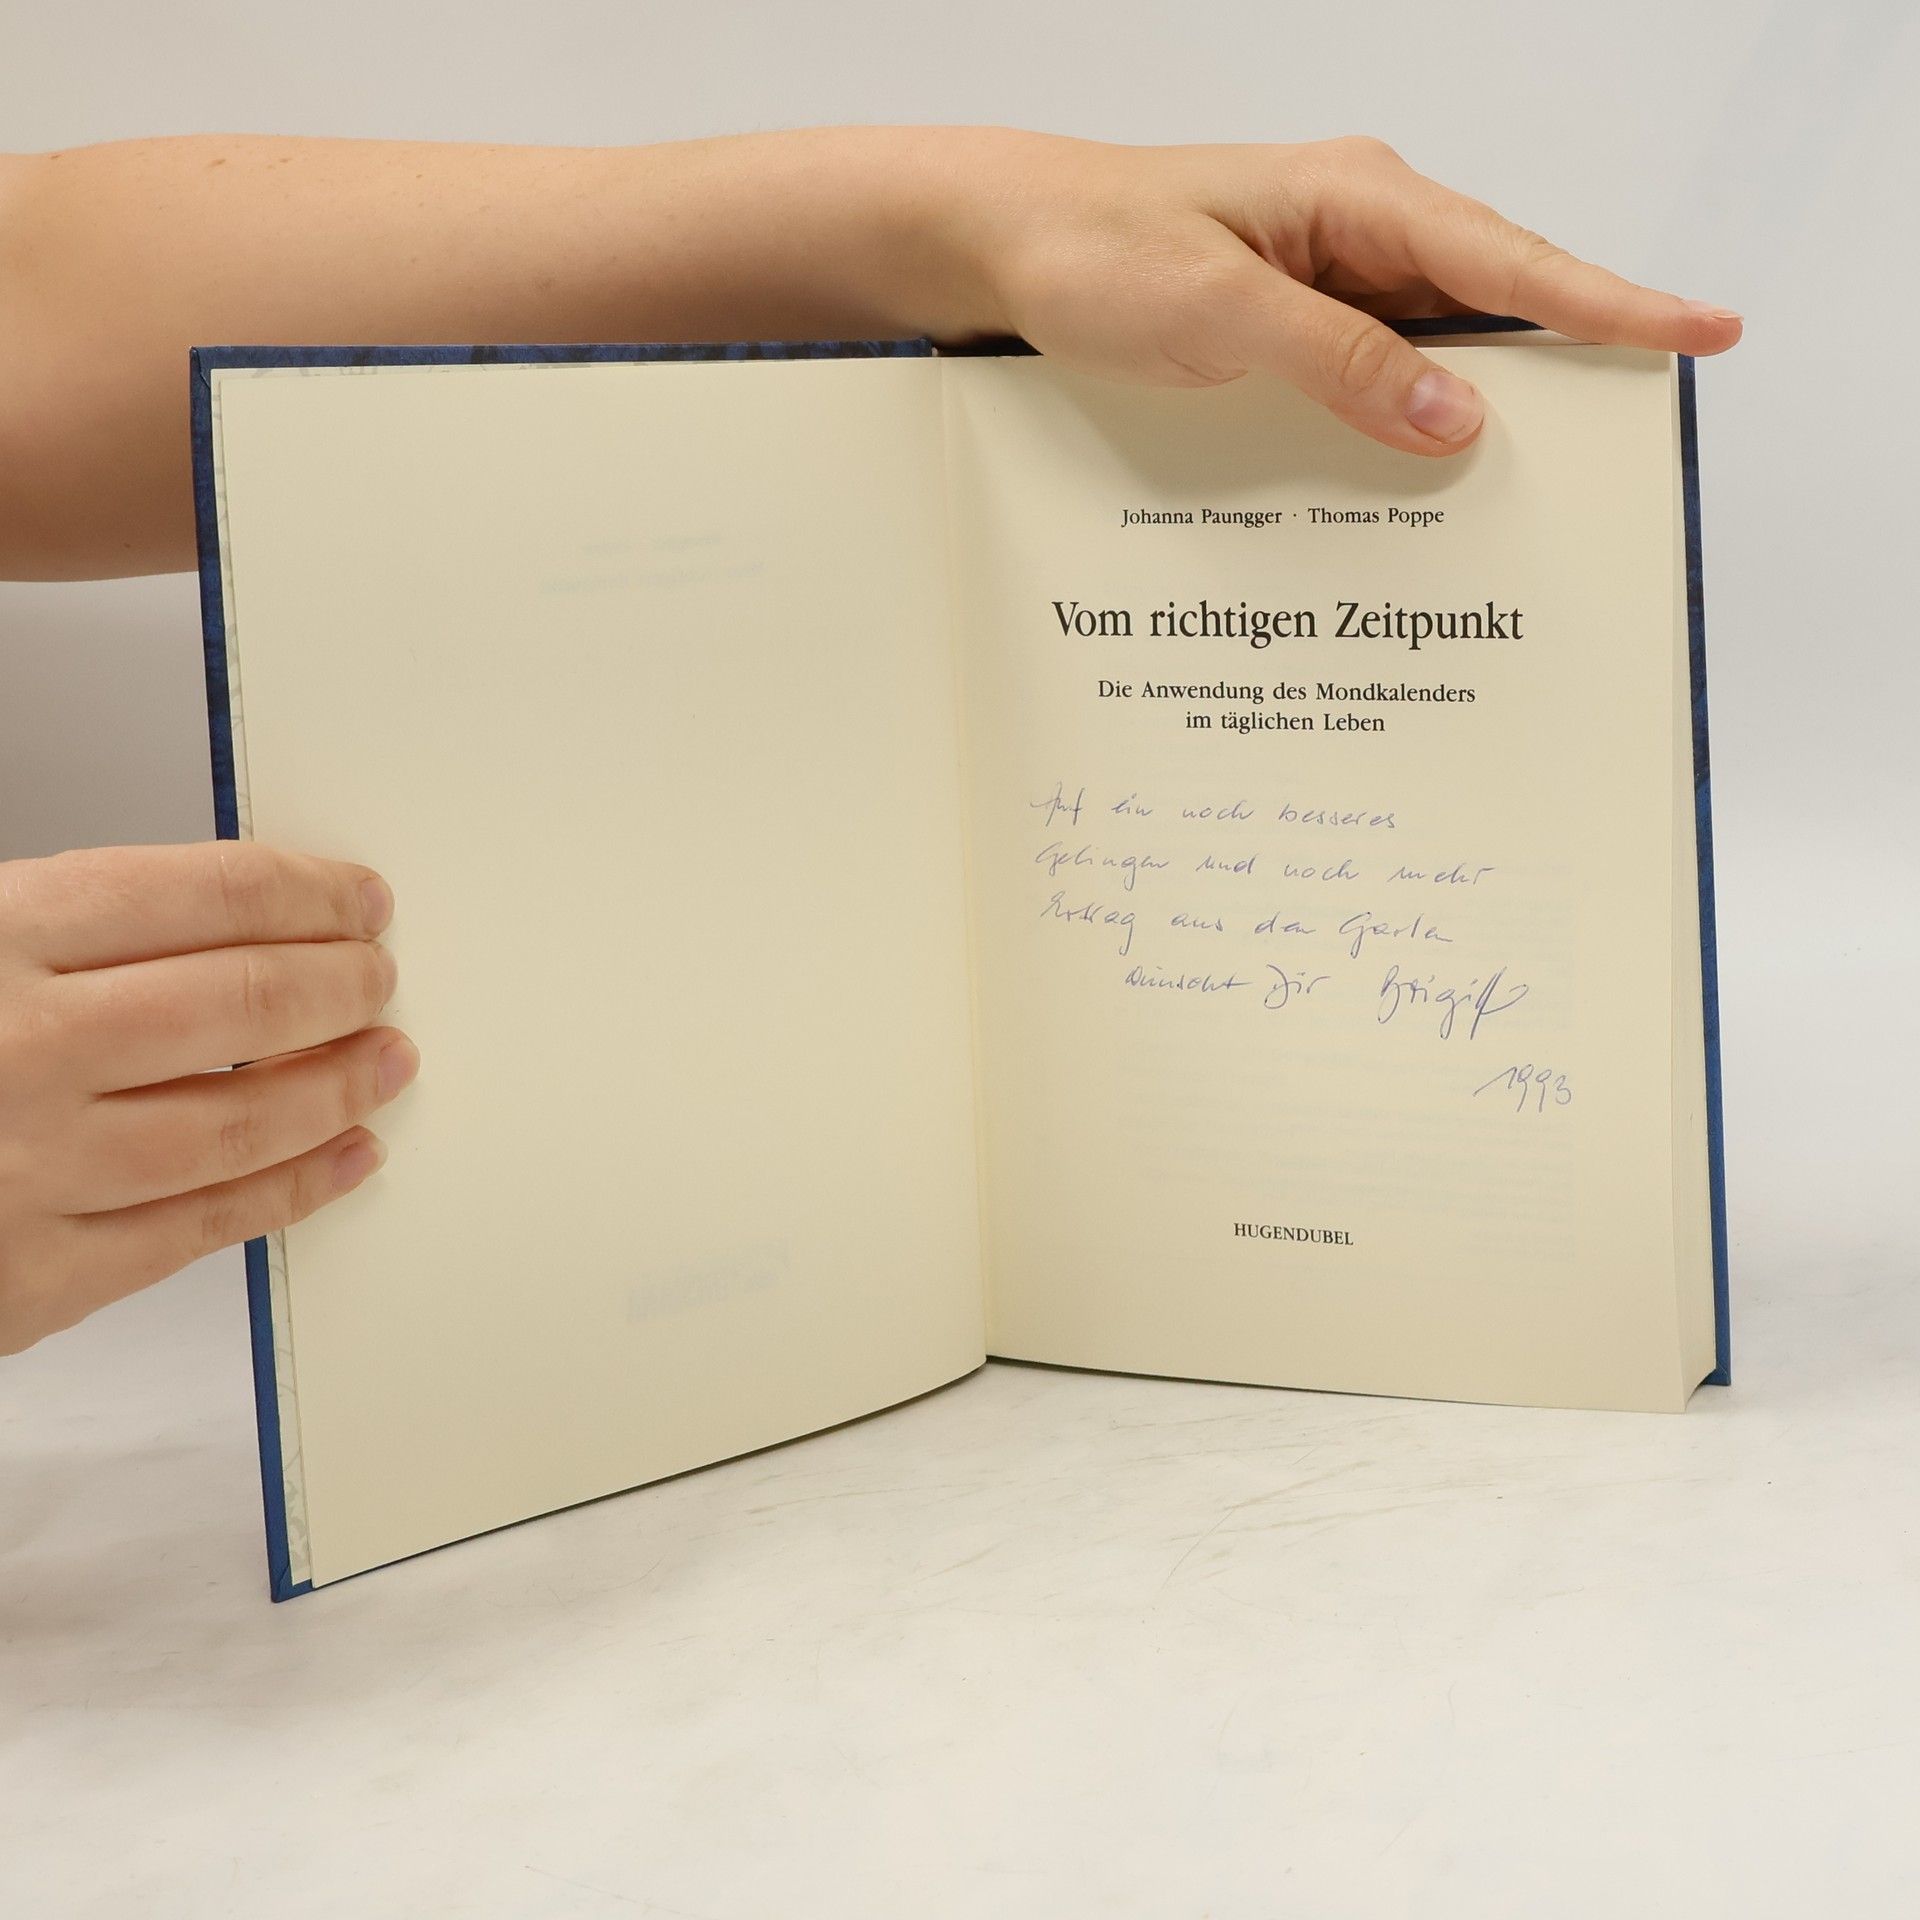 Johanna Paungger · Thomas Poppe
Vom richtigen Zeitpunkt
Die Anwendung des Mondkalenders
im täglichen Leben
Auf ein noch besseres
Gelingen und noch mehr
Ertrag aus dem Garten
wünscht Dir Brigitt
1993
HUGENDUBEL